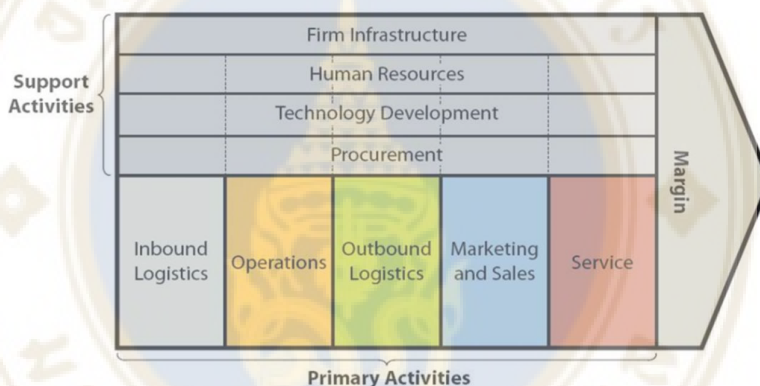 Firm Infrastructure
Support
Activities
Human Resources
Technology Development
Procurement
Margin
Inbound
Logistics
Operations
Outbound
Logistics
Marketing
and Sales
Service
Primary Activities